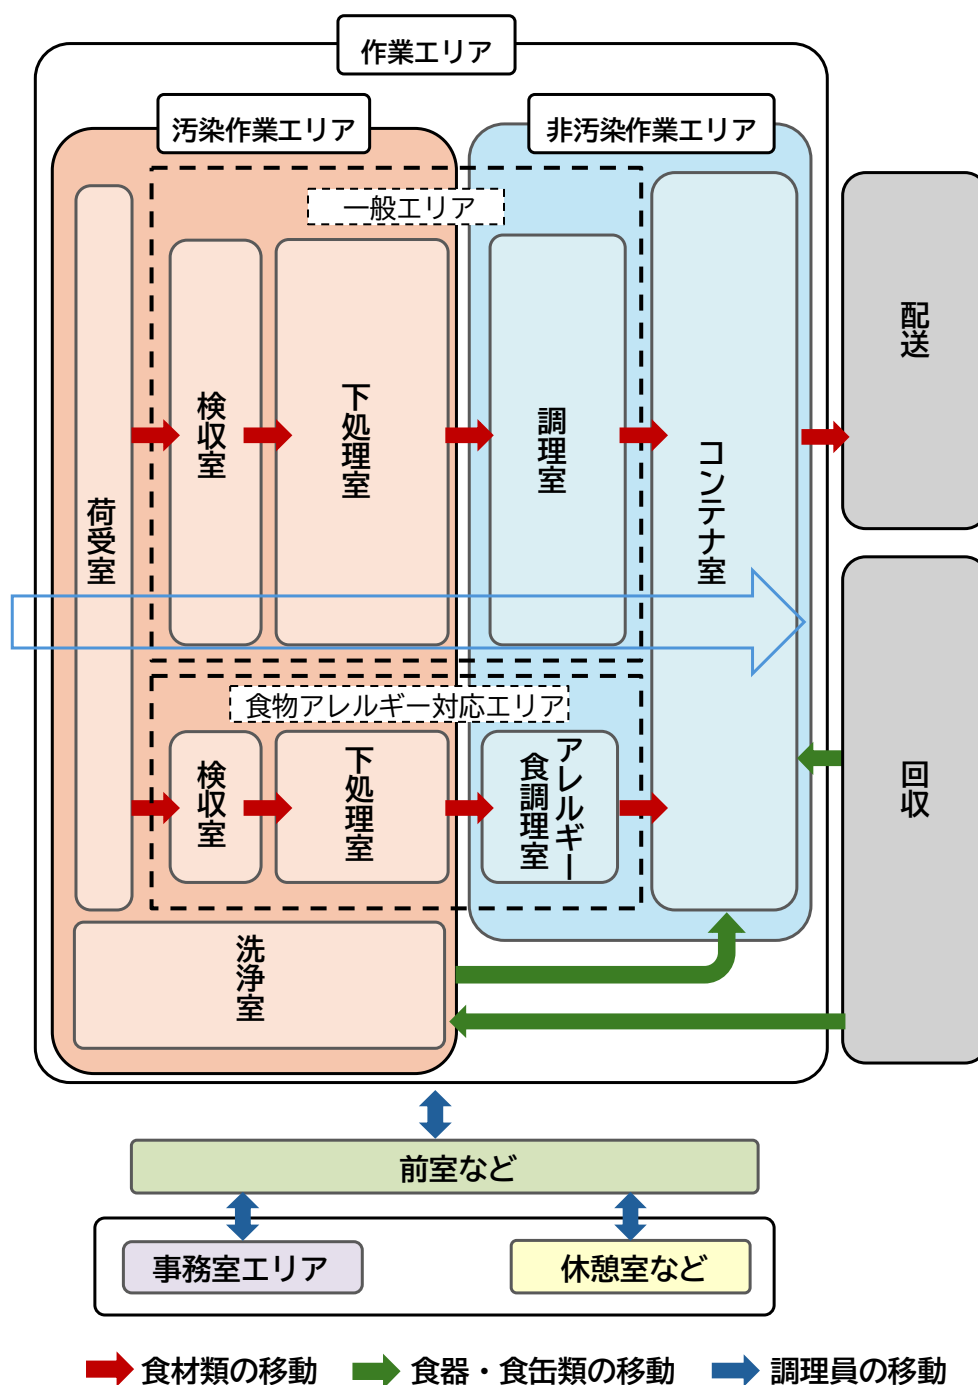 作業エリア
汚染作業エリア
非汚染作業エリア
一般エリア
荷受室
検収室
下処理室
調理室
コンテナ室
配送
食物アレルギー対応エリア
検収室
下処理室
アレルギー
食調理室
回収
洗浄室
前室など
事務室エリア
休憩室など
食材類の移動
食器・食缶類の移動
調理員の移動